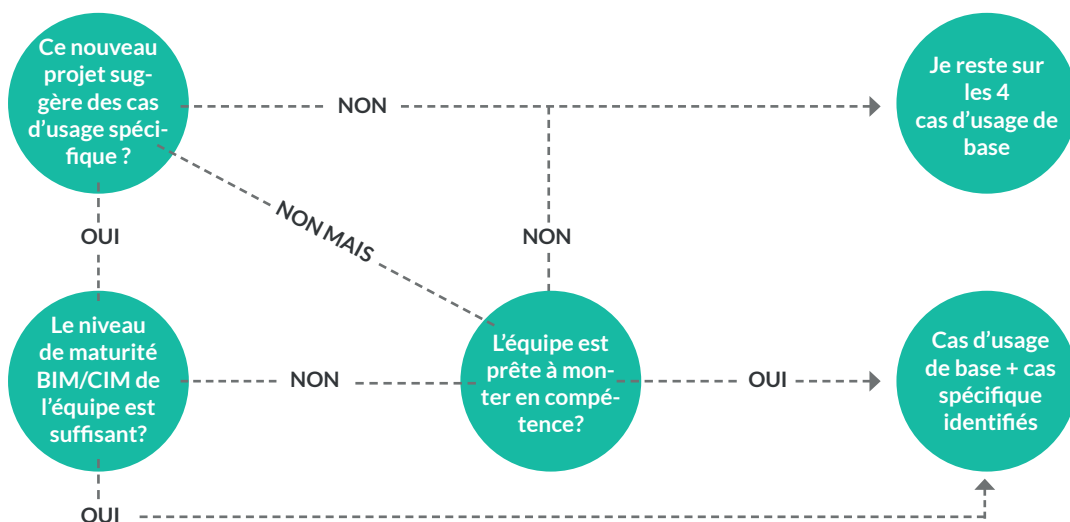 Ce nouveau
projet sug-
gère des cas
d'usage spéci-
fique ?
NON
Je reste sur
les 4
cas d'usage de
base
OUI
NON MAIS
NON
Le niveau
de maturité
BIM/CIM de
l'équipe est
suffisant?
NON
L'équipe est
prête à mon-
ter en compé-
tence?
OUI
Cas d'usage
de base + cas
spécifique
identifiés
OUI